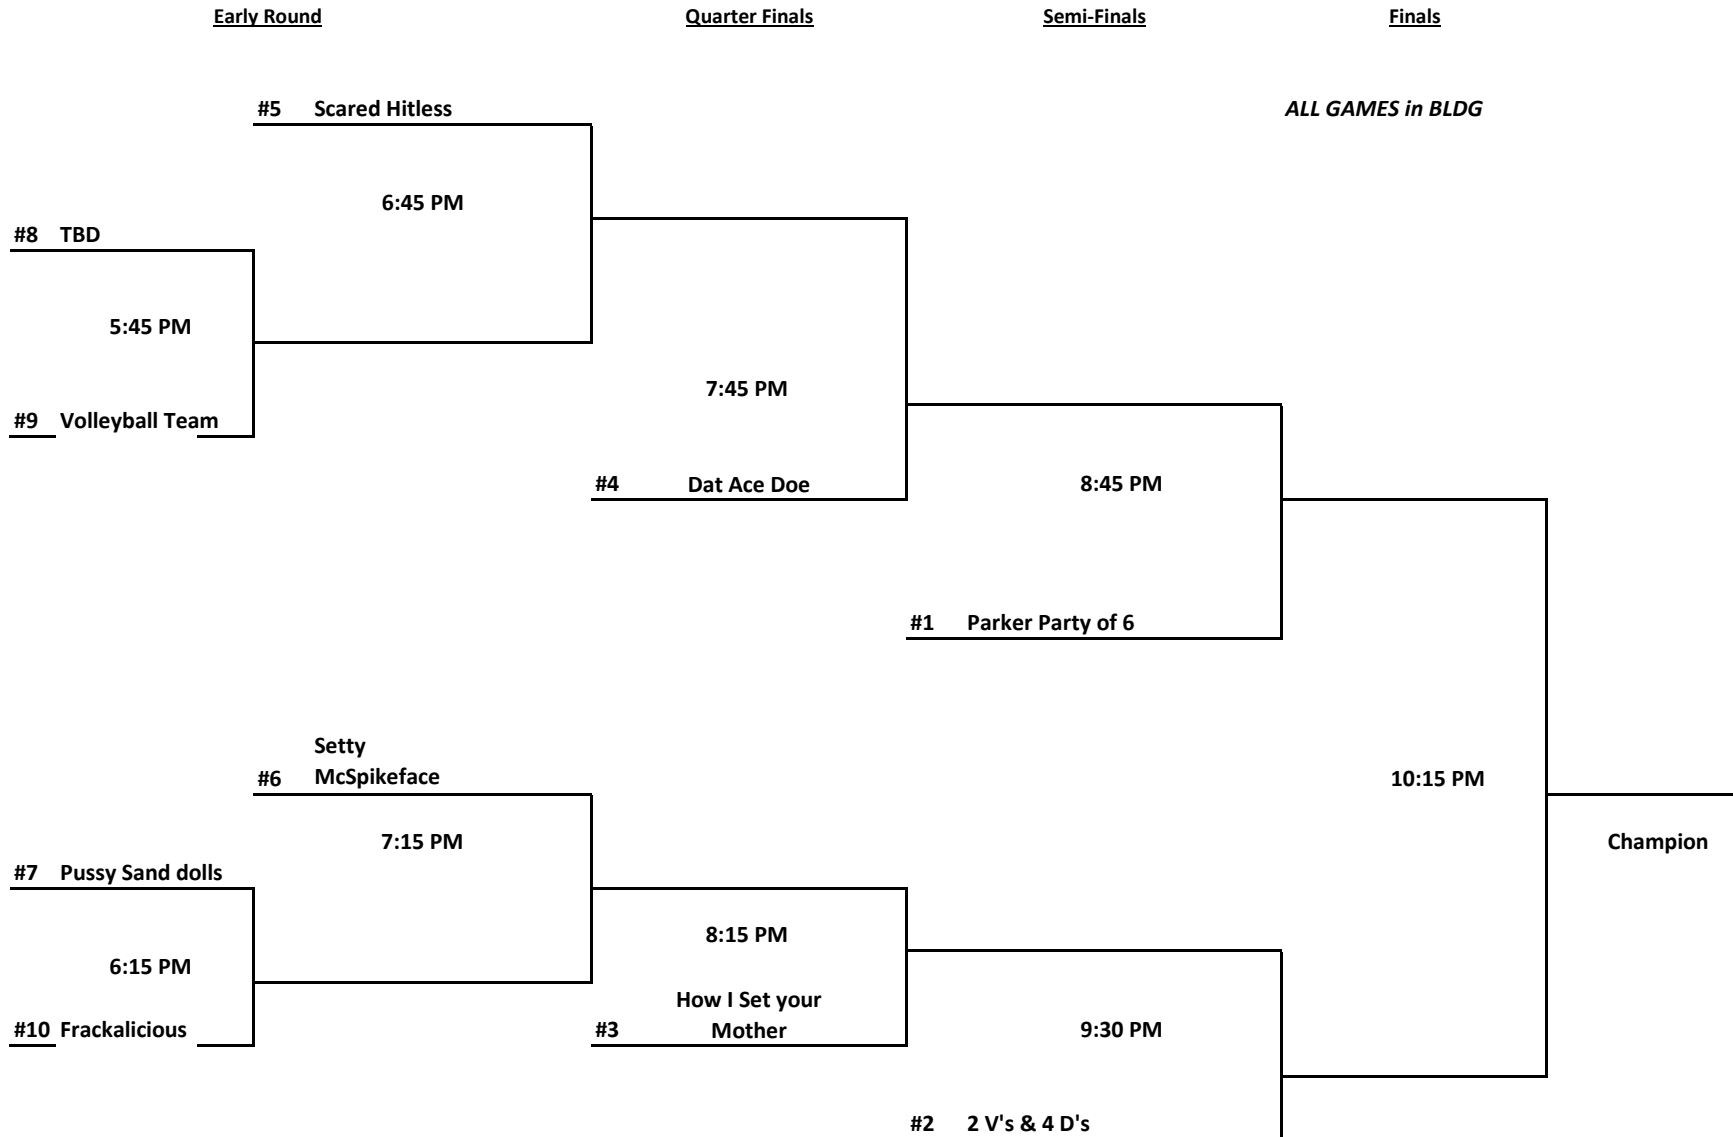 Early Round Quarter Finals Semi-Finals Finals
#5 Scared Hitless ALL GAMES in BLDG
6:45 PM
#8 TBD
5:45 PM
7:45 PM
#9 Volleyball Team
#4 Dat Ace Doe 8:45 PM
#1 Parker Party of 6
Setty
#6 McSpikeface 10:15 PM
7:15 PM Champion
#7 Pussy Sand dolls
8:15 PM
6:15 PM
How I Set your
#10 Frackalicious #3 Mother 9:30 PM
#2 2 V's & 4 D's